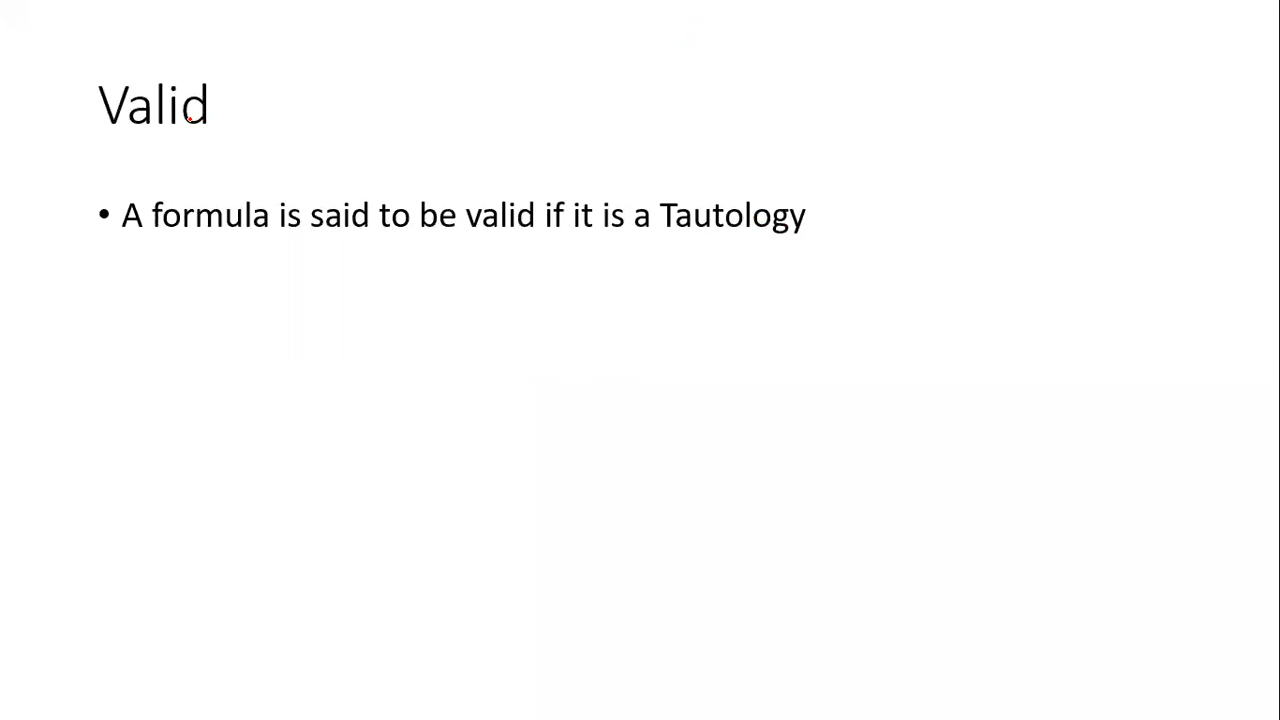 Valid
• A formula is said to be valid if it is a Tautology